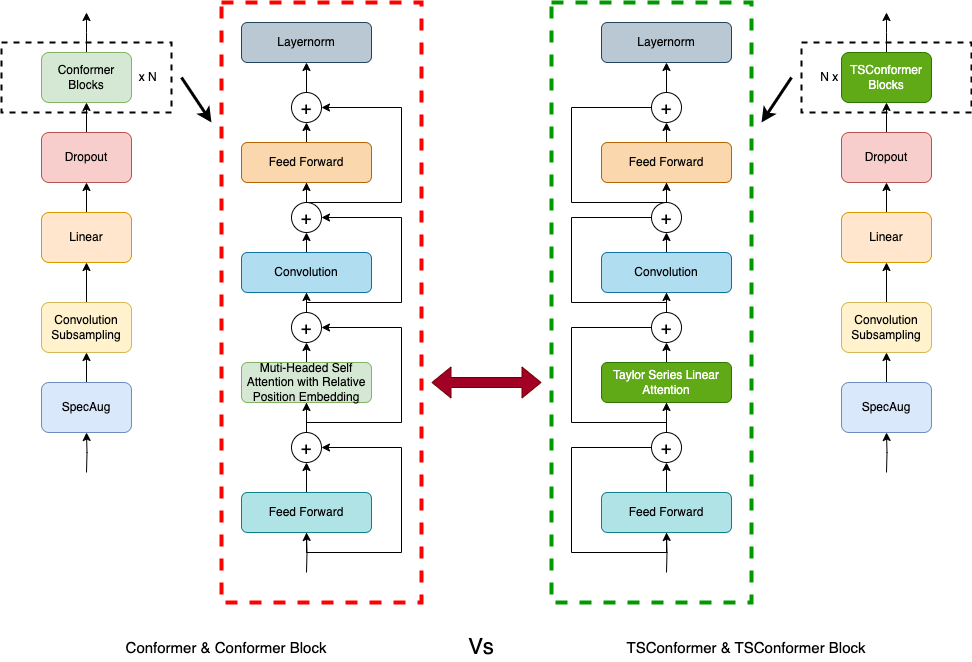 Conformer
Blocks
x N
Dropout
Linear
Convolution
Subsampling
SpecAug
Layernorm
+
Feed Forward
+
Convolution
+
Muti-Headed Self
Attention with Relative
Position Embedding
+
Feed Forward
Layernorm
+
Feed Forward
+
Convolution
+
Taylor Series Linear
Attention
+
Feed Forward
N x
TSConformer
Blocks
Dropout
Linear
Convolution
Subsampling
SpecAug
Conformer & Conformer Block
Vs
TSConformer & TSConformer Block